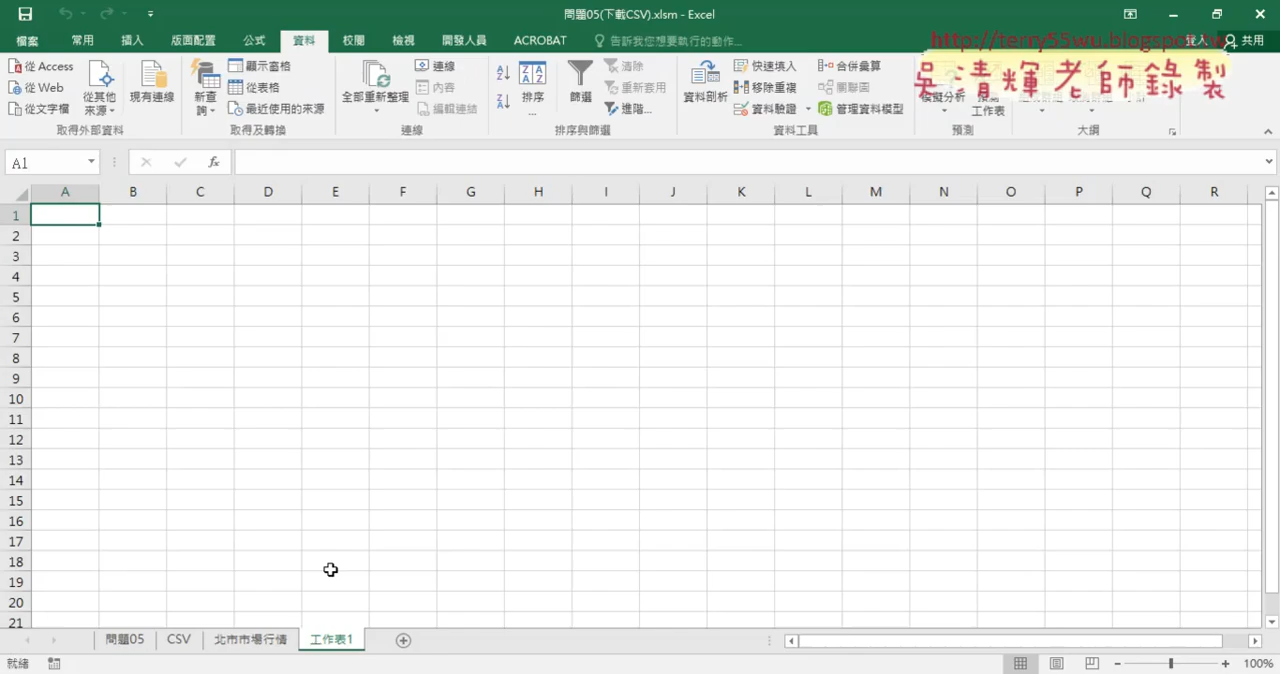 問題05(下載CSV).xlsm - Excel
檔案 常用 插入 版面配置 公式 資料 校閱 檢視 開發人員 ACROBAT 告訴我您想要執行的動作... 登入 共用
http://terry55wu.blogspot.tw
吳清輝老師錄製
從 Access
從 Web
從文字檔
從其他來源
現有連線
取得外部資料
新查詢
顯示窗格
從表格
最近使用的來源
取得及轉換
全部重新整理
連線
內容
編輯連結
連線
排序...
篩選
清除
重新套用
進階...
排序與篩選
資料剖析
快速填入
移除重複
資料驗證
合併彙算
關聯圖
管理資料模型
資料工具
模擬分析
預測工作表
預測
大綱
A1
fx
A B C D E F G H I J K L M N O P Q R
1
2
3
4
5
6
7
8
9
10
11
12
13
14
15
16
17
18
19
20
21
問題05 CSV 北市市場行情 工作表1
就緒 100%